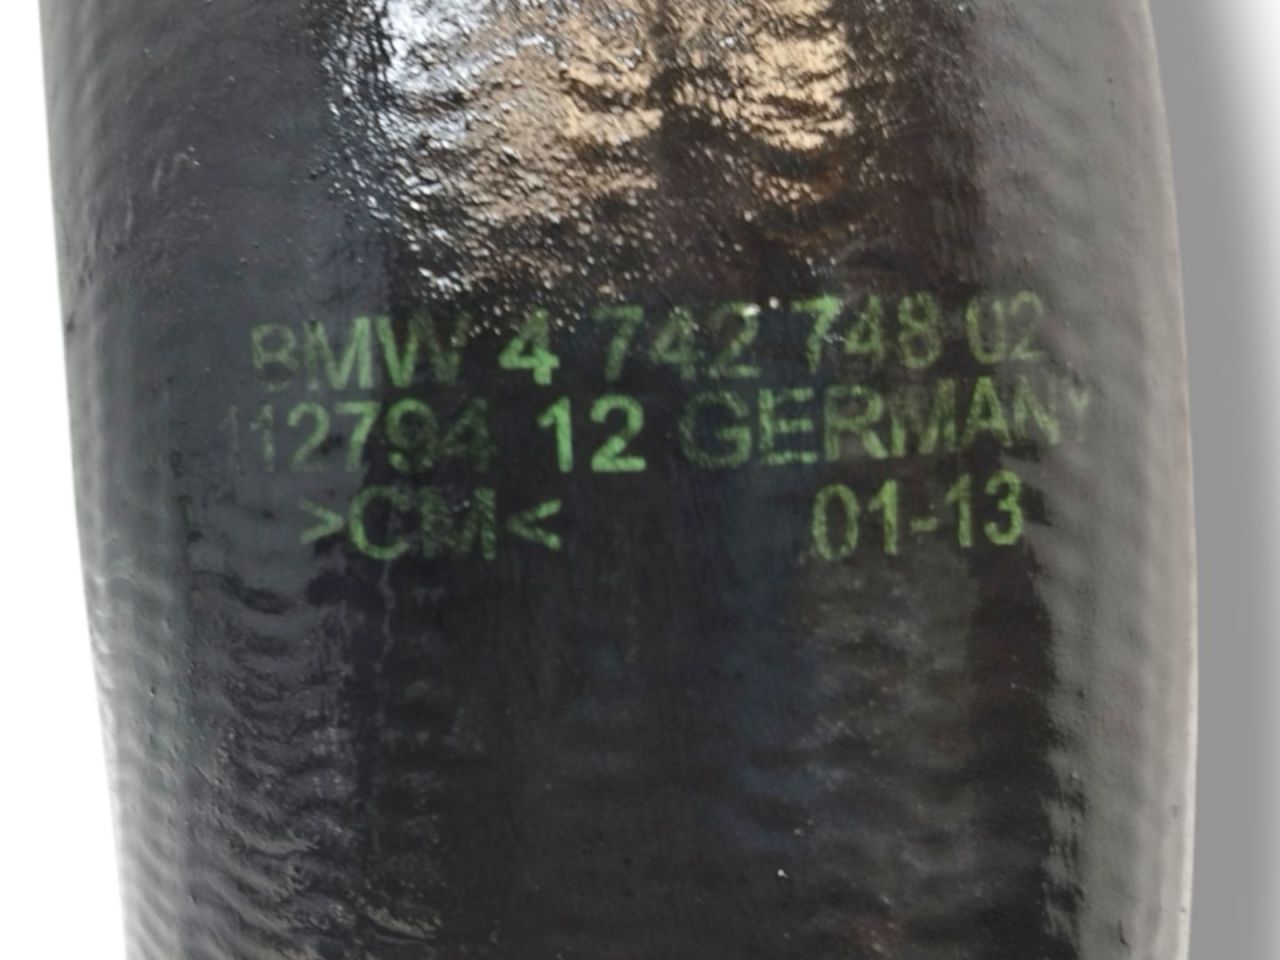 BMW 4 742 748 02
112794 12 GERMANY
>CM< 01-13